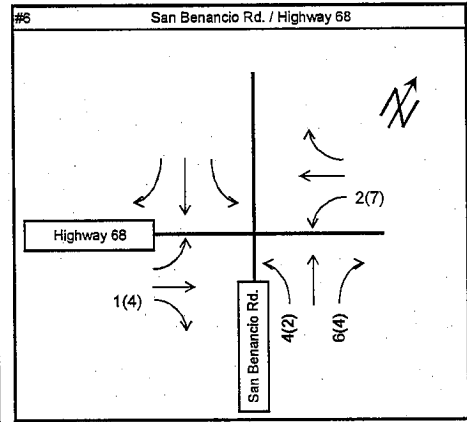 #6 San Benancio Rd. / Highway 68
N
2(7)
Highway 68
1(4)
4(2)
6(4)
San Benancio Rd.